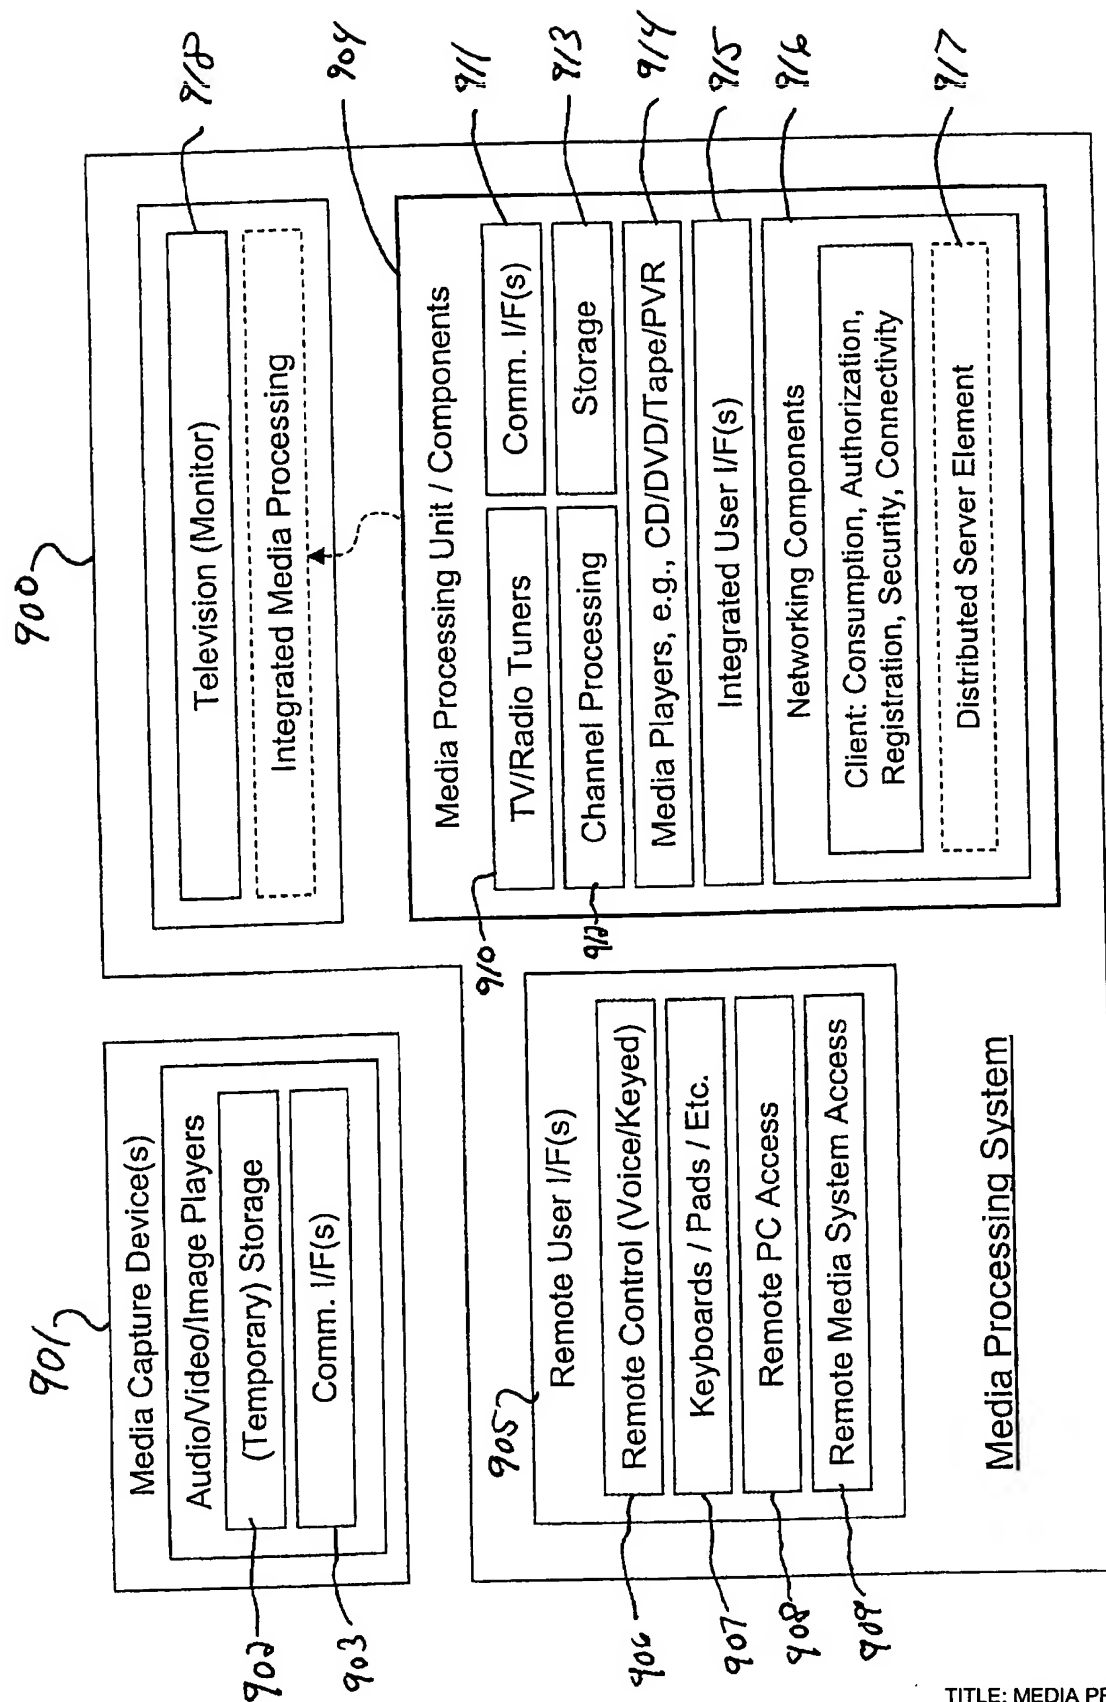 900
901
Media Capture Device(s)
Audio/Video/Image Players
(Temporary) Storage
Comm. I/F(s)
902
903
918
Television (Monitor)
Integrated Media Processing
904
Media Processing Unit / Components
910
TV/Radio Tuners
Comm. I/F(s)
911
912
Channel Processing
Storage
913
Media Players, e.g., CD/DVD/Tape/PVR
914
Integrated User I/F(s)
915
Networking Components
916
Client: Consumption, Authorization,
Registration, Security, Connectivity
Distributed Server Element
917
905
Remote User I/F(s)
906
Remote Control (Voice/Keyed)
907
Keyboards / Pads / Etc.
908
Remote PC Access
909
Remote Media System Access
Media Processing System